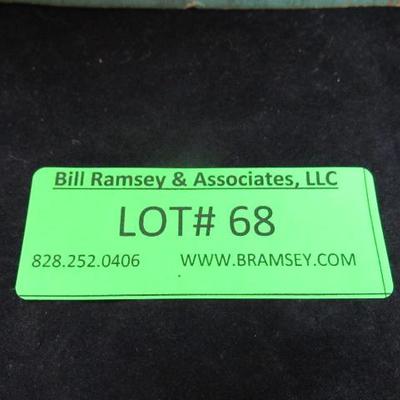 Bill Ramsey & Associates, LLC
LOT# 68
828.252.0406 WWW.BRAMSEY.COM